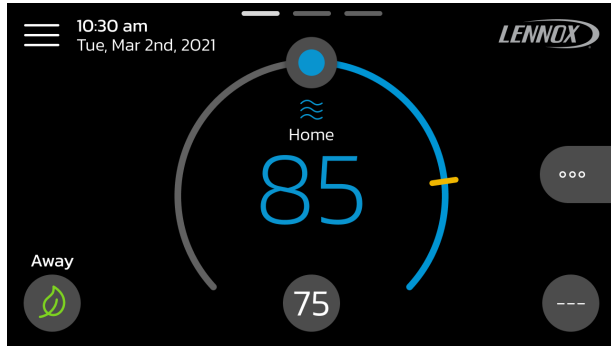 10:30 am
Tue, Mar 2nd, 2021
LENNOX
Home
85
Away
75
---